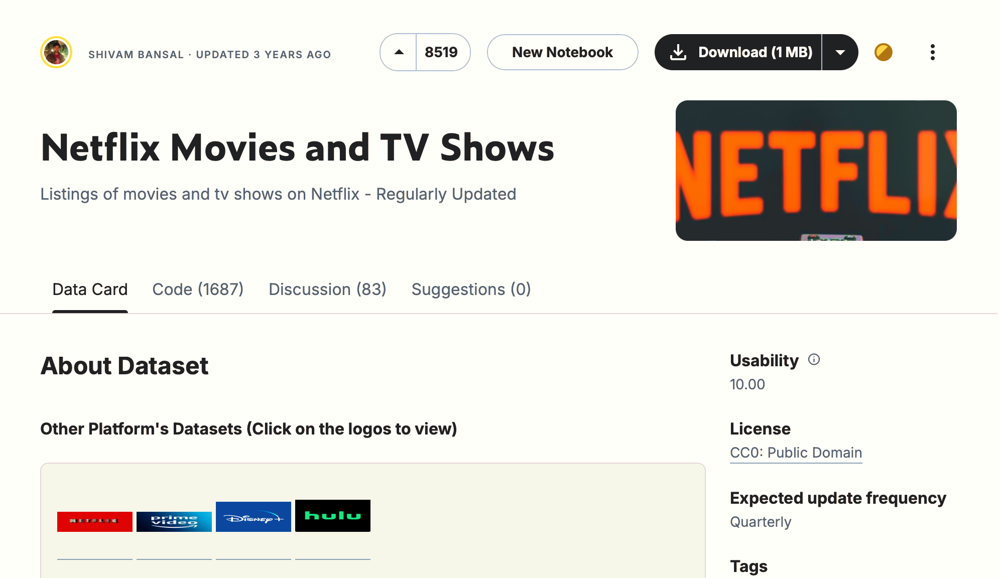 SHIVAM BANSAL · UPDATED 3 YEARS AGO
8519
New Notebook
Download (1 MB)
Netflix Movies and TV Shows
Listings of movies and tv shows on Netflix - Regularly Updated
NETFLIX
Data Card
Code (1687)
Discussion (83)
Suggestions (0)
About Dataset
Other Platform's Datasets (Click on the logos to view)
NETFLIX
prime video
Disney+
hulu
Usability
10.00
License
CC0: Public Domain
Expected update frequency
Quarterly
Tags